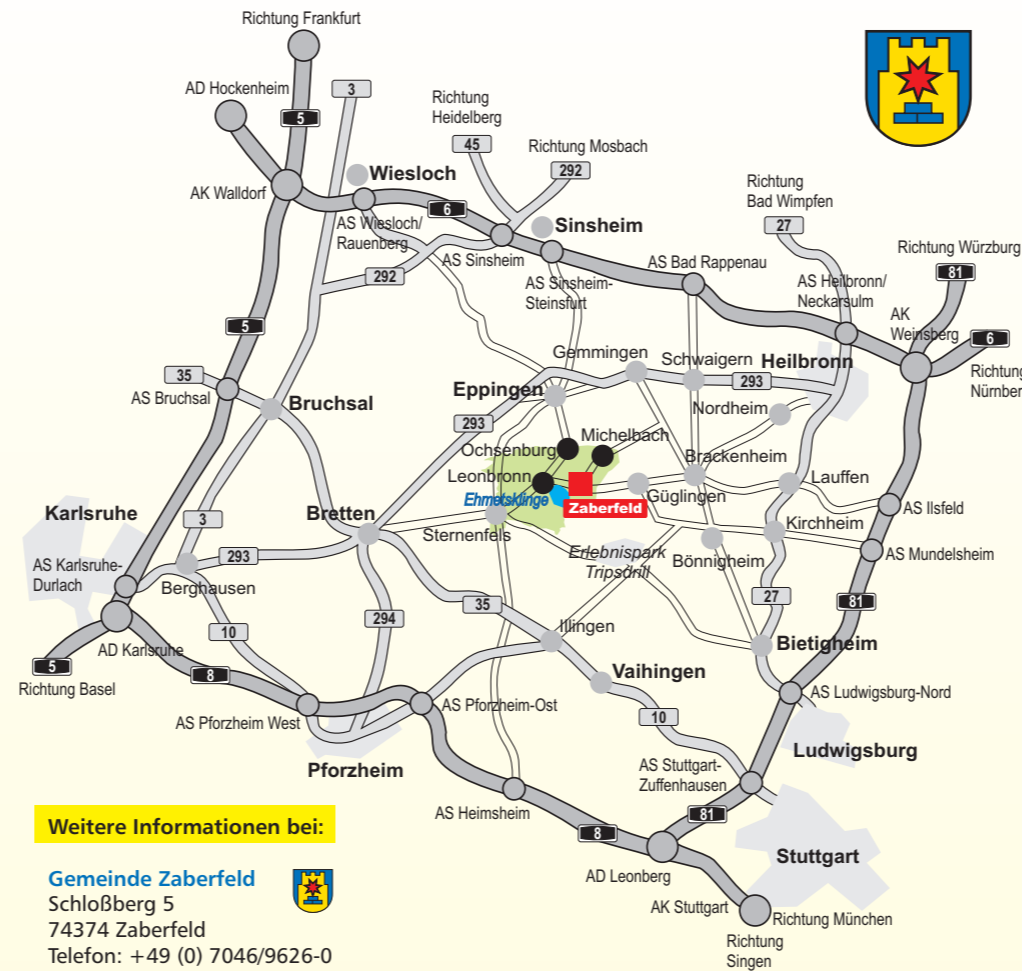 Richtung Frankfurt
AD Hockenheim
3
5
Richtung
Heidelberg
45
Richtung Mosbach
292
Wiesloch
AK Walldorf
6
AS Wiesloch/
Rauenberg
AS Sinsheim
Sinsheim
AS Sinsheim-
Steinsfurt
292
Richtung
Bad Wimpfen
27
Richtung Würzburg
81
AS Bad Rappenau
AS Heilbronn/
Neckarsulm
AK
Weinsberg
6
Richtung
Nürnber
5
35
AS Bruchsal
Bruchsal
Gemmingen
Schwaigern
Heilbronn
293
Eppingen
Nordheim
293
Ochsenburg
Michelbach
Leonbronn
Brackenheim
Ehmetsklinge
Zaberfeld
Güglingen
Lauffen
AS Ilsfeld
Karlsruhe
3
Bretten
Sternenfels
Kirchheim
Erlebnispark
Tripsdrill
Bönnigheim
AS Mundelsheim
AS Karlsruhe-
Durlach
293
Berghausen
10
294
35
27
81
Illingen
Bietigheim
AD Karlsruhe
5
Richtung Basel
8
Vaihingen
AS Pforzheim West
AS Pforzheim-Ost
10
AS Ludwigsburg-Nord
Ludwigsburg
Pforzheim
AS Stuttgart-
Zuffenhausen
AS Heimsheim
81
8
Stuttgart
AD Leonberg
AK Stuttgart
Richtung München
Richtung
Singen
Weitere Informationen bei:
Gemeinde Zaberfeld
Schloßberg 5
74374 Zaberfeld
Telefon: +49 (0) 7046/9626-0